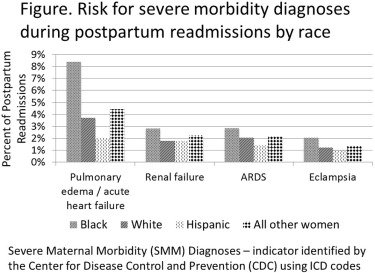 Figure. Risk for severe morbidity diagnoses
during postpartum readmissions by race
Percent of Postpartum
Readmissions
9%
8%
7%
6%
5%
4%
3%
2%
1%
0%
Pulmonary
edema / acute
heart failure
Renal failure
ARDS
Eclampsia
Black
White
Hispanic
All other women
Severe Maternal Morbidity (SMM) Diagnoses – indicator identified by
the Center for Disease Control and Prevention (CDC) using ICD codes